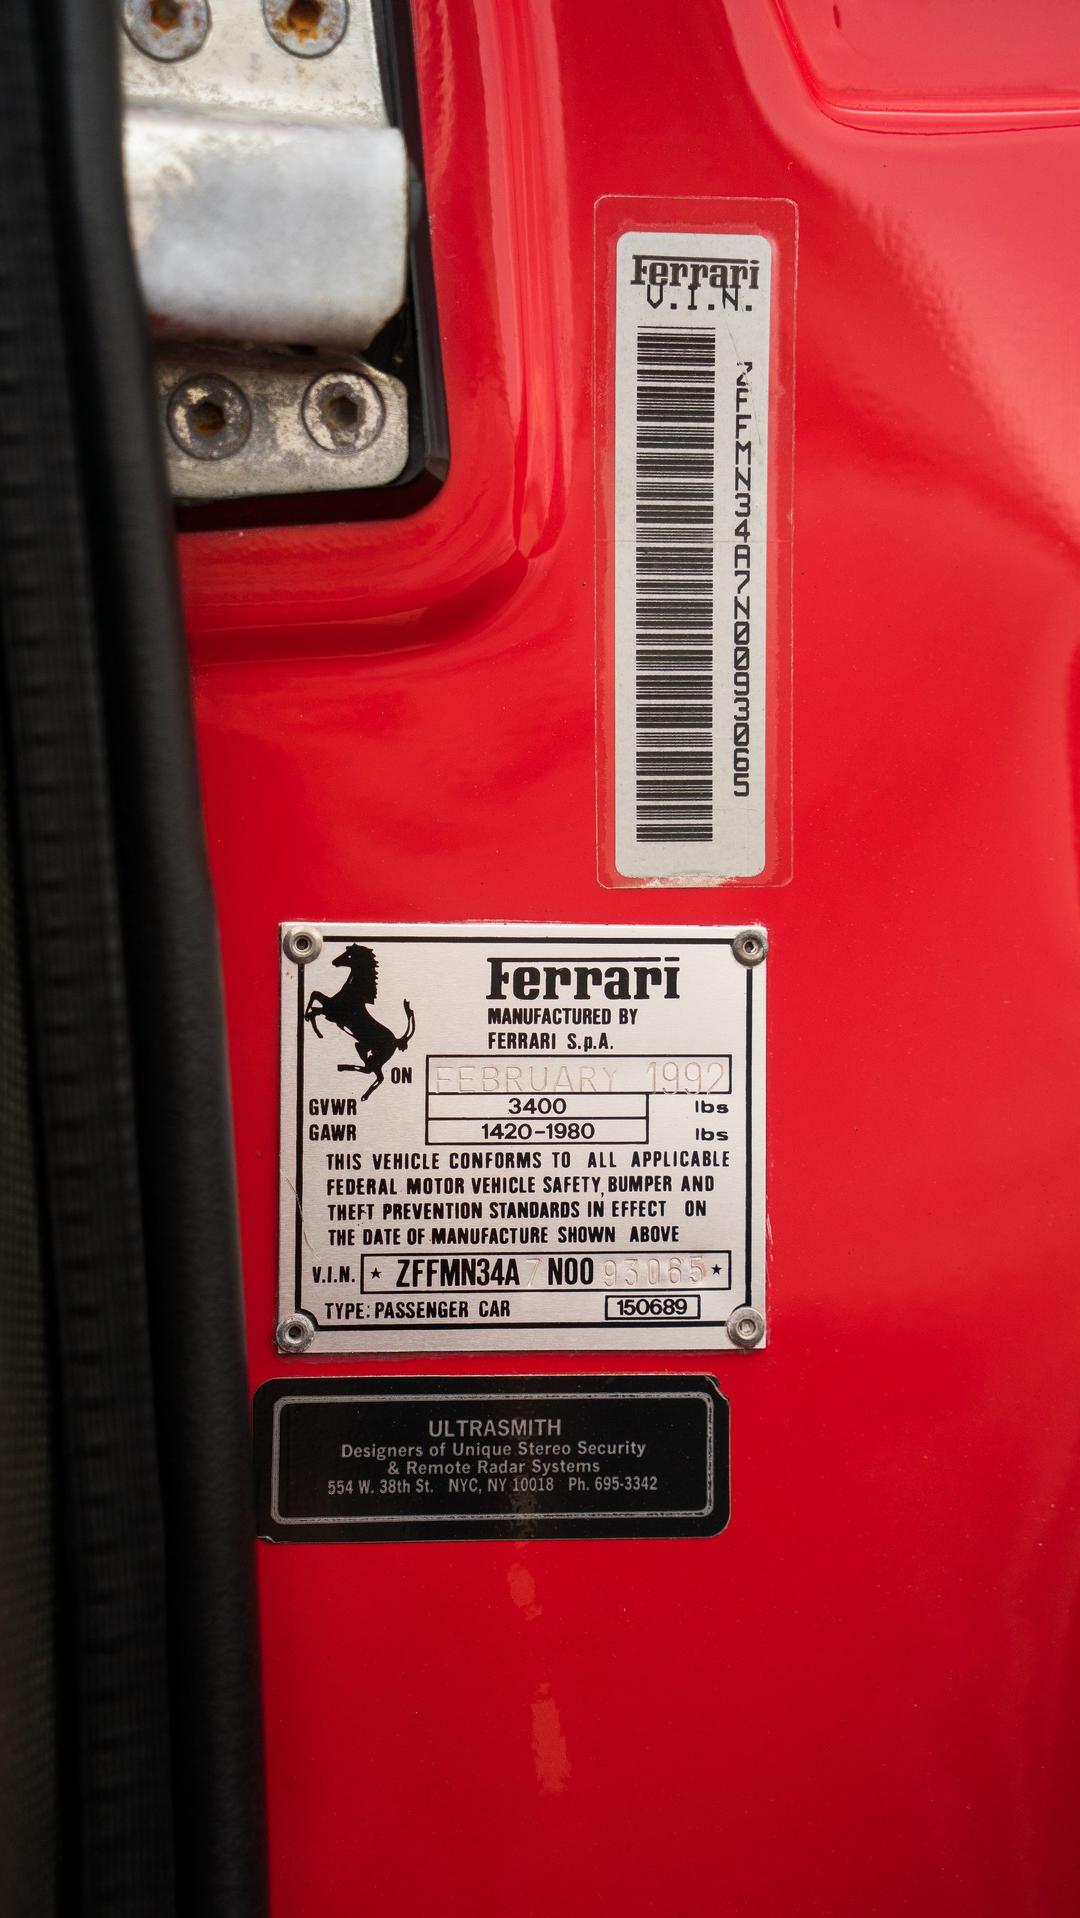 Ferrari
V.I.N.
ZFFMN34A7N0093065
Ferrari
MANUFACTURED BY
FERRARI S.p.A.
ON FEBRUARY 1992
GVWR 3400 lbs
GAWR 1420-1980 lbs
THIS VEHICLE CONFORMS TO ALL APPLICABLE
FEDERAL MOTOR VEHICLE SAFETY, BUMPER AND
THEFT PREVENTION STANDARDS IN EFFECT ON
THE DATE OF MANUFACTURE SHOWN ABOVE
V.I.N. ★ ZFFMN34A7N0093065 ★
TYPE: PASSENGER CAR 150689
ULTRASMITH
Designers of Unique Stereo Security
& Remote Radar Systems
554 W. 38th St. NYC, NY 10018 Ph. 695-3342